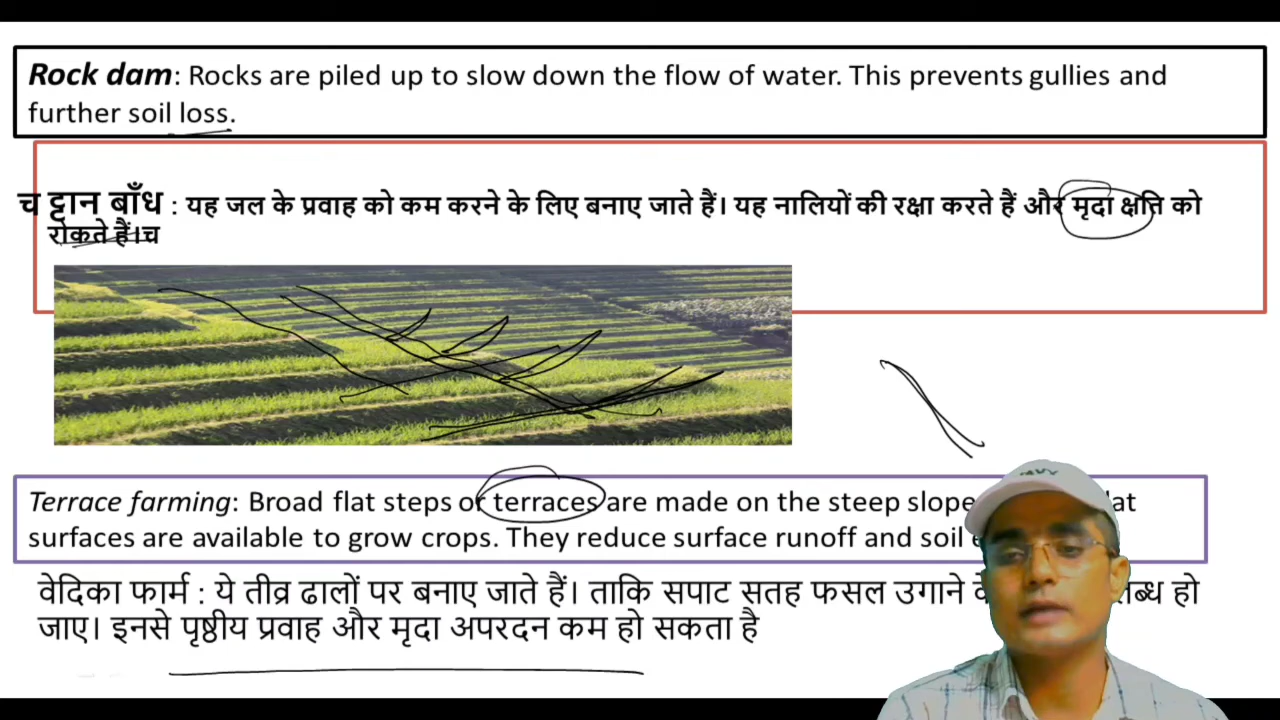 Rock dam: Rocks are piled up to slow down the flow of water. This prevents gullies and
further soil loss.
च ट्टान बाँध : यह जल के प्रवाह को कम करने के लिए बनाए जाते हैं। यह नालियों की रक्षा करते हैं और मृदा क्षति को
रोकते हैं।च
Terrace farming: Broad flat steps or terraces are made on the steep slope
surfaces are available to grow crops. They reduce surface runoff and soil
वेदिका फार्म : ये तीव्र ढालों पर बनाए जाते हैं। ताकि सपाट सतह फसल उगाने हो
जाए। इनसे पृष्ठीय प्रवाह और मृदा अपरदन कम हो सकता है